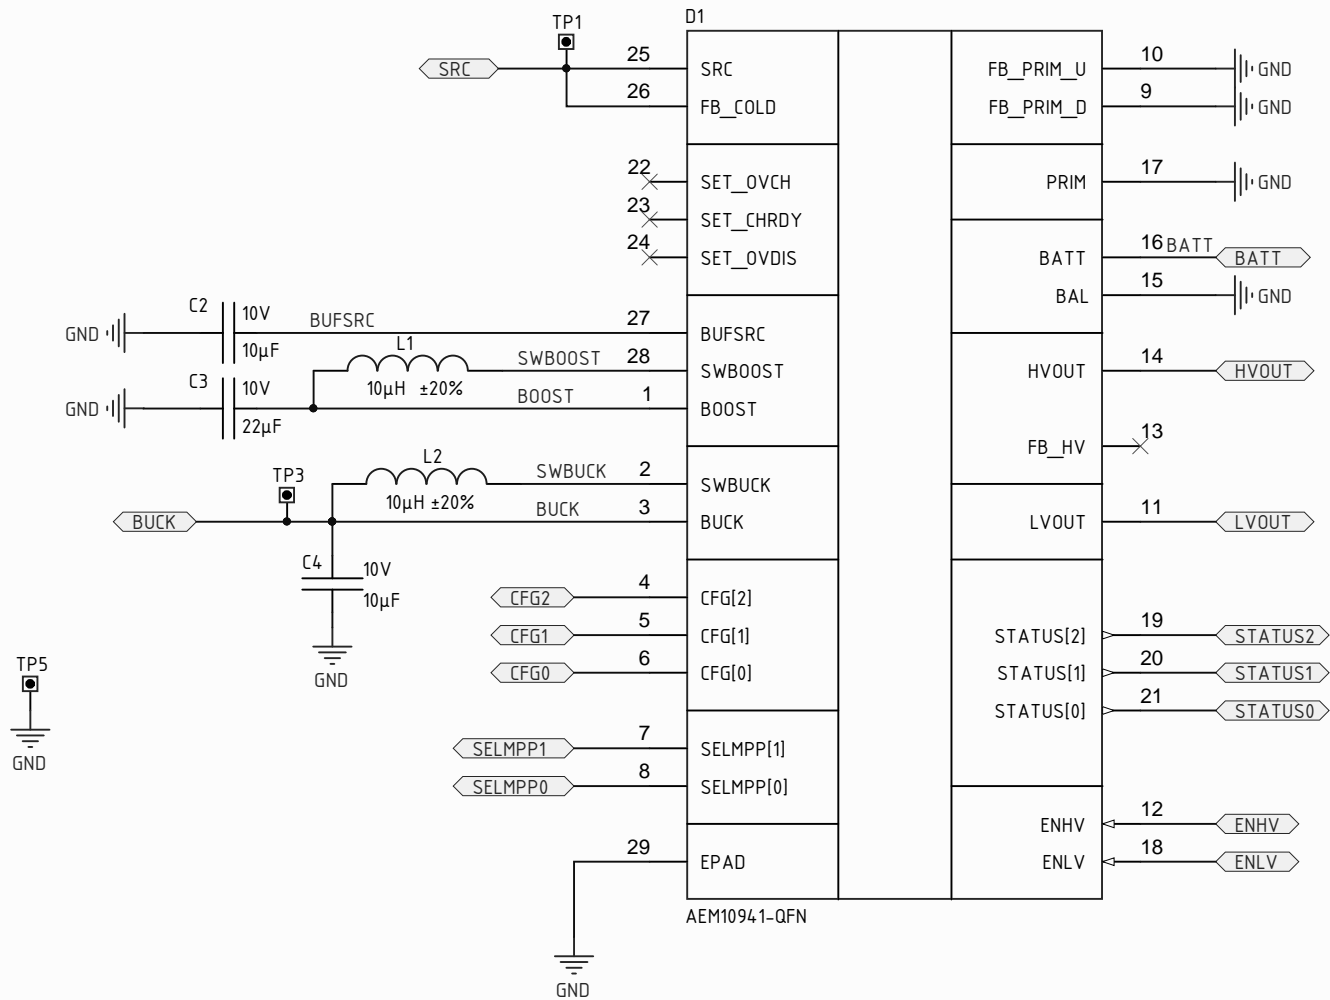 D1
TP1
SRC
25
SRC
26
FB_COLD
22
SET_OVCH
23
SET_CHRDY
24
SET_OVDIS
GND
C2
10V
10µF
BUFSRC
27
BUFSRC
L1
10µH ±20%
SWBOOST
28
SWBOOST
GND
C3
10V
22µF
BOOST
1
BOOST
L2
10µH ±20%
SWBUCK
2
SWBUCK
TP3
BUCK
BUCK
3
BUCK
C4
10V
10µF
GND
CFG2
4
CFG[2]
CFG1
5
CFG[1]
CFG0
6
CFG[0]
TP5
GND
SELMPP1
7
SELMPP[1]
SELMPP0
8
SELMPP[0]
29
EPAD
GND
AEM10941-QFN
FB_PRIM_U
10
GND
FB_PRIM_D
9
GND
PRIM
17
GND
BATT
16
BATT
BATT
BAL
15
GND
HVOUT
14
HVOUT
FB_HV
13
LVOUT
11
LVOUT
STATUS[2]
19
STATUS2
STATUS[1]
20
STATUS1
STATUS[0]
21
STATUS0
ENHV
12
ENHV
ENLV
18
ENLV